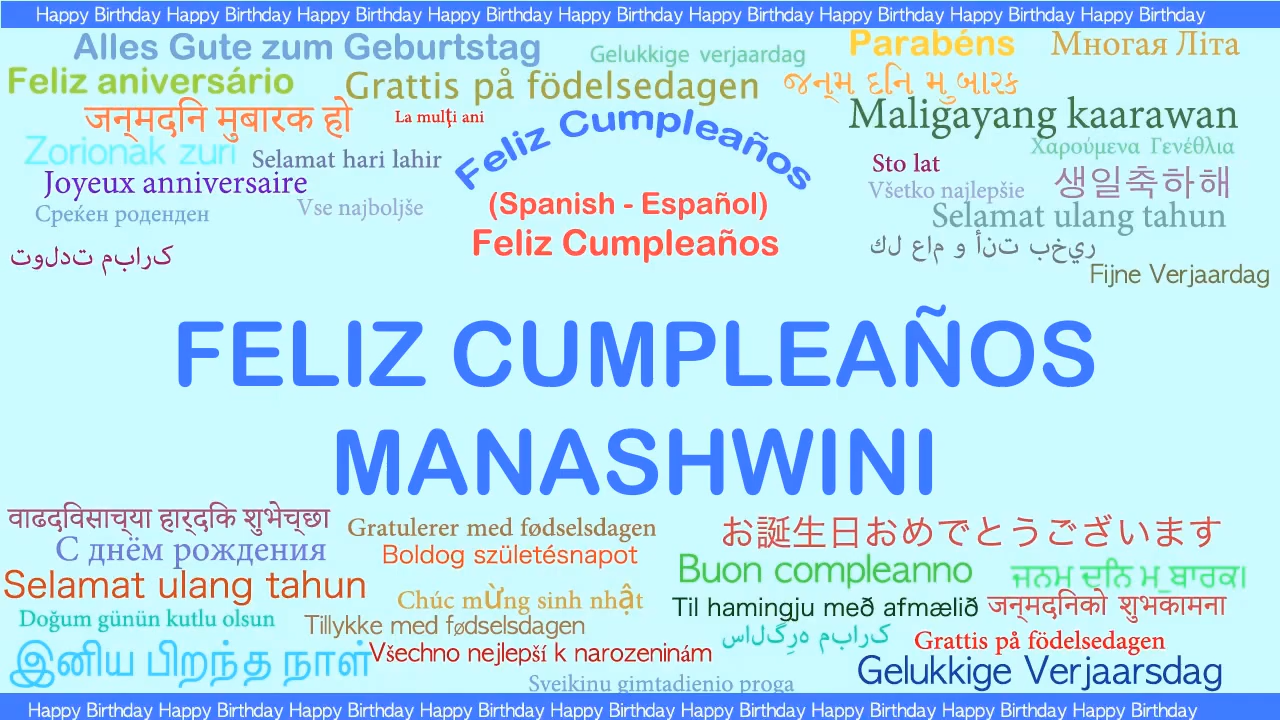 Happy Birthday Happy Birthday Happy Birthday Happy Birthday Happy Birthday Happy Birthday Happy Birthday Happy Birthday Happy Birthday
Alles Gute zum Geburtstag
Gelukkige verjaardag
Parabéns
Многая Літа
Feliz aniversário
Grattis på födelsedagen
જન્મ દિન મુબારક
जन्मदिन मुबारक हो
La mulţi ani
Feliz Cumpleaños
Maligayang kaarawan
Zorionak zuri
Selamat hari lahir
Sto lat
Χαρούμενα Γενέθλια
Joyeux anniversaire
(Spanish - Español)
Všetko najlepšie
생일축하해
Среќен роденден
Vse najboljše
Selamat ulang tahun
Feliz Cumpleaños
تولدت مبارک
كل عام و أنت بخير
Fijne Verjaardag
FELIZ CUMPLEAÑOS
MANASHWINI
वाढदिवसाच्या हार्दिक शुभेच्छा
Gratulerer med fødselsdagen
お誕生日おめでとうございます
С днём рождения
Boldog születésnapot
Buon compleanno
ਜਨਮ ਦਿਨ ਮੁਬਾਰਕ।
Selamat ulang tahun
Chúc mừng sinh nhật
Til hamingju með afmælið
जन्मदिनको शुभकामना
Doğum günün kutlu olsun
Tillykke med fødselsdagen
سالگرہ مبارک
Grattis på födelsedagen
இனிய பிறந்த நாள்
Všechno nejlepší k narozeninám
Gelukkige Verjaarsdag
Sveikinu gimtadienio proga
Happy Birthday Happy Birthday Happy Birthday Happy Birthday Happy Birthday Happy Birthday Happy Birthday Happy Birthday Happy Birthday